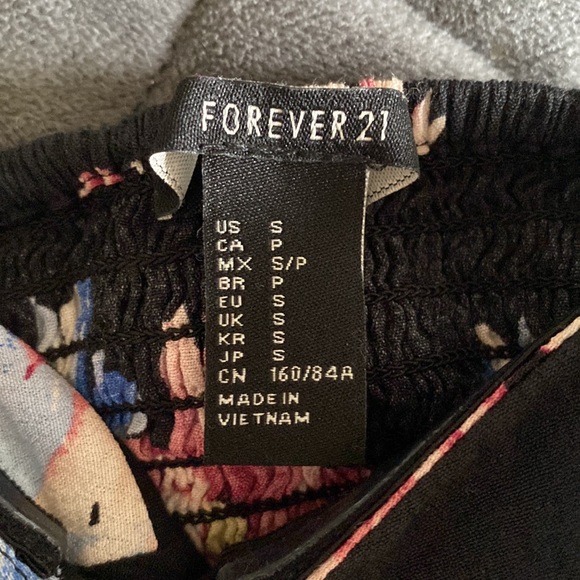 FOREVER 21
US S
CA P
MX S/P
BR P
EU S
UK S
KR S
JP S
CN 160/84A
MADE IN
VIETNAM